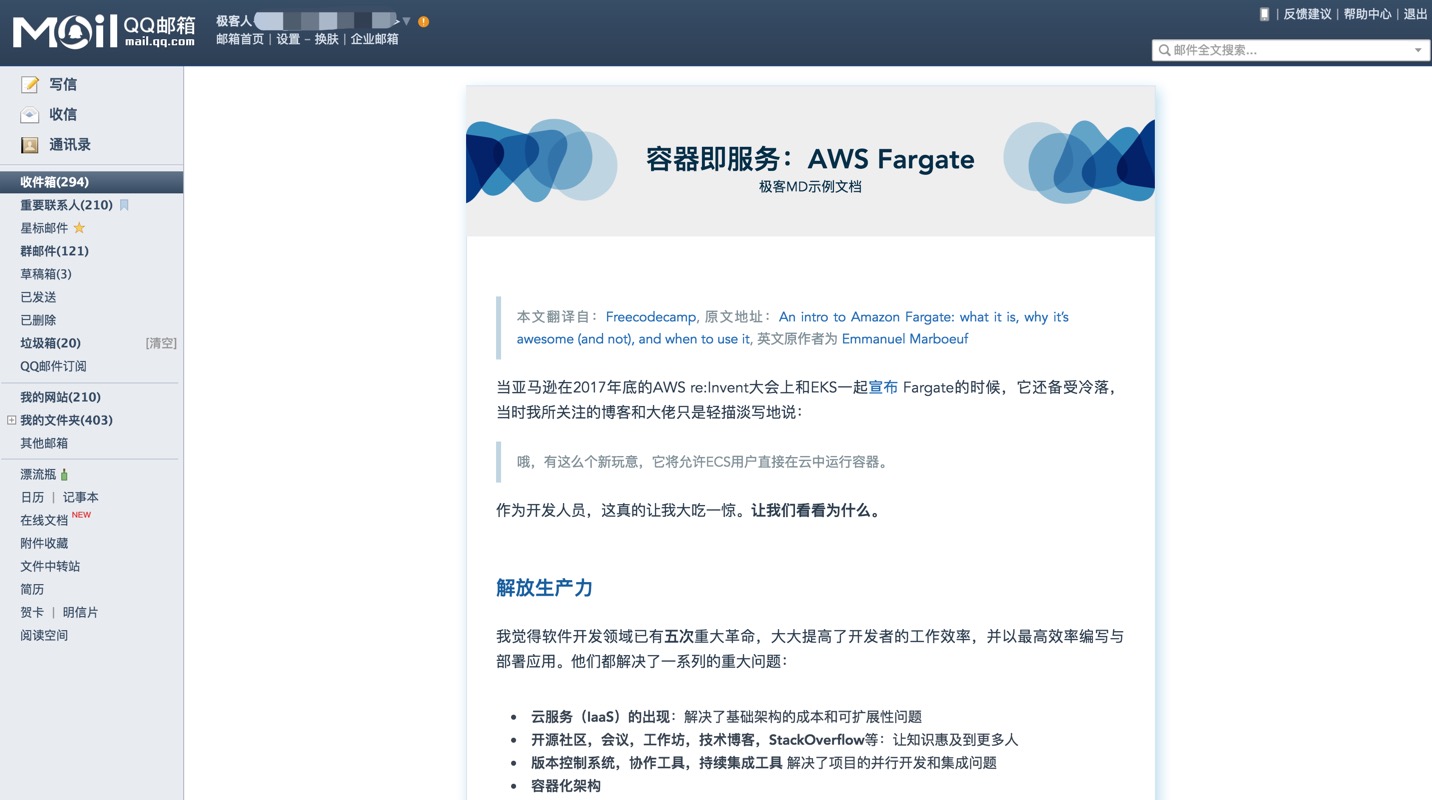 Mail QQ邮箱
mail.qq.com
极客人
邮箱首页 | 设置 - 换肤 | 企业邮箱
| 反馈建议 | 帮助中心 | 退出
邮件全文搜索...
写信
收信
通讯录
收件箱(294)
重要联系人(210)
星标邮件
群邮件(121)
草稿箱(3)
已发送
已删除
垃圾箱(20) [清空]
QQ邮件订阅
我的网站(210)
我的文件夹(403)
其他邮箱
漂流瓶
日历 | 记事本
在线文档 NEW
附件收藏
文件中转站
简历
贺卡 | 明信片
阅读空间
容器即服务：AWS Fargate
极客MD示例文档
本文翻译自：Freecodecamp, 原文地址：An intro to Amazon Fargate: what it is, why it's
awesome (and not), and when to use it, 英文原作者为 Emmanuel Marboeuf
当亚马逊在2017年底的AWS re:Invent大会上和EKS一起宣布 Fargate的时候，它还备受冷落，
当时我所关注的博客和大佬只是轻描淡写地说：
哦，有这么个新玩意，它将允许ECS用户直接在云中运行容器。
作为开发人员，这真的让我大吃一惊。让我们看看为什么。
解放生产力
我觉得软件开发领域已有五次重大革命，大大提高了开发者的工作效率，并以最高效率编写与
部署应用。他们都解决了一系列的重大问题：
• 云服务（IaaS）的出现：解决了基础架构的成本和可扩展性问题
• 开源社区，会议，工作坊，技术博客，StackOverflow等：让知识惠及到更多人
• 版本控制系统，协作工具，持续集成工具 解决了项目的并行开发和集成问题
• 容器化架构